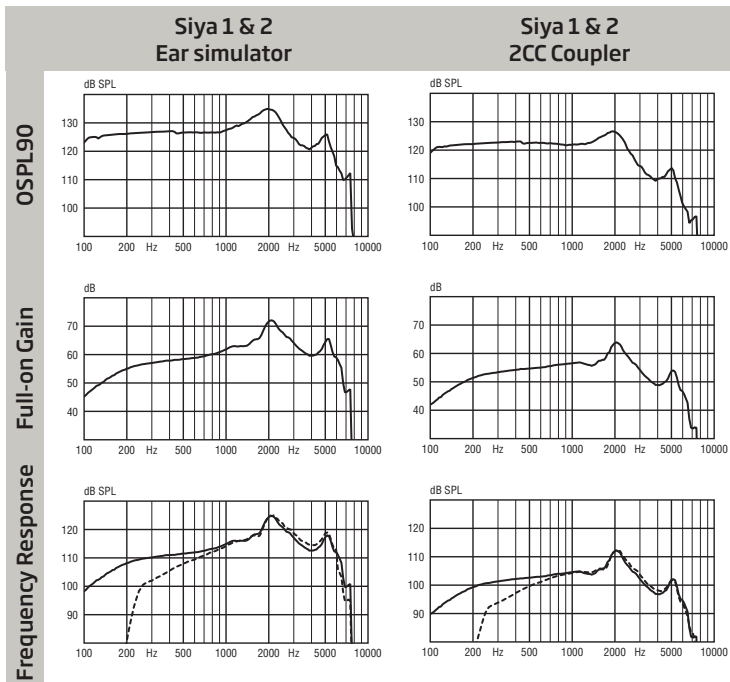 Siya 1 & 2
Ear simulator
Siya 1 & 2
2CC Coupler
OSPL90
dB SPL
130
120
110
100
100 200 Hz 500 1000 2000 Hz 5000 10000
dB SPL
130
120
110
100
100 200 Hz 500 1000 2000 Hz 5000 10000
Full-on Gain
dB
70
60
50
40
100 200 Hz 500 1000 2000 Hz 5000 10000
dB
70
60
50
40
100 200 Hz 500 1000 2000 Hz 5000 10000
Frequency Response
dB SPL
120
110
100
90
100 200 Hz 500 1000 2000 Hz 5000 10000
dB SPL
120
110
100
90
100 200 Hz 500 1000 2000 Hz 5000 10000